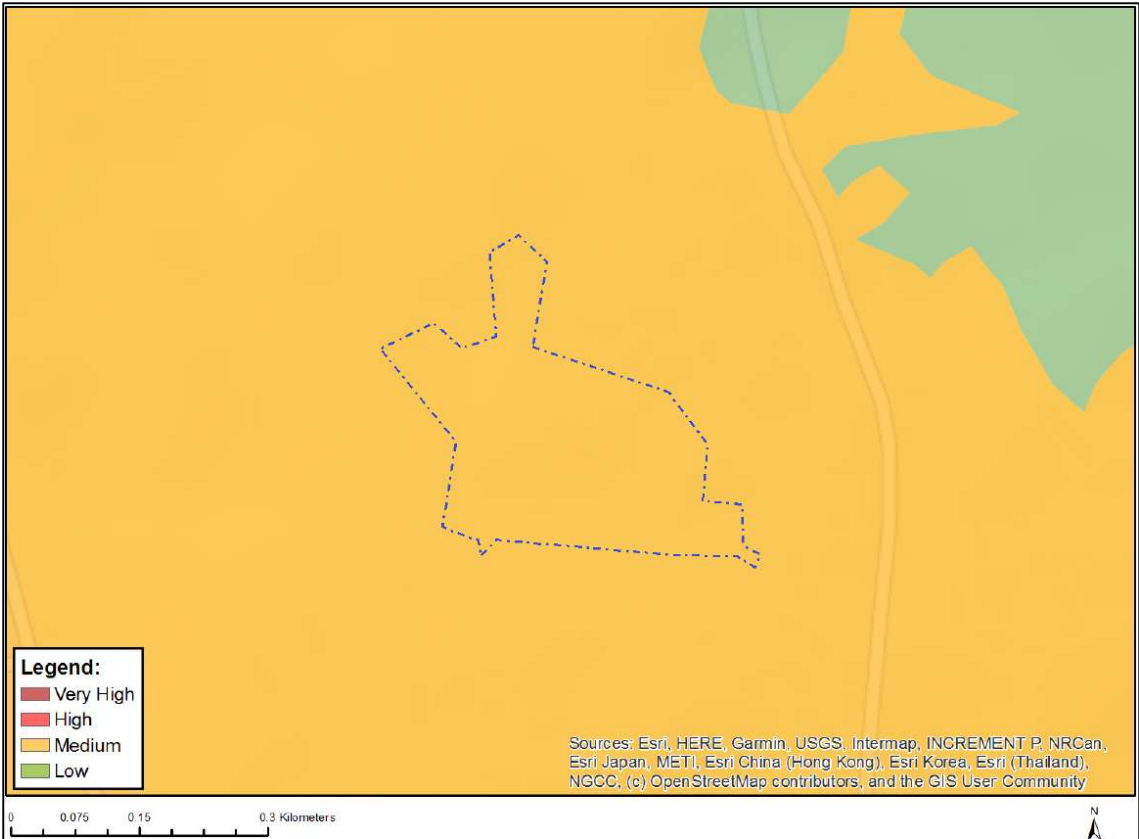 Legend:
Very High
High
Medium
Low
Sources: Esri, HERE, Garmin, USGS, Intermap, INCREMENT P, NRCan,
Esri Japan, METI, Esri China (Hong Kong), Esri Korea, Esri (Thailand),
NGCC, (c) OpenStreetMap contributors, and the GIS User Community
0 0.075 0.15 0.3 Kilometers
N